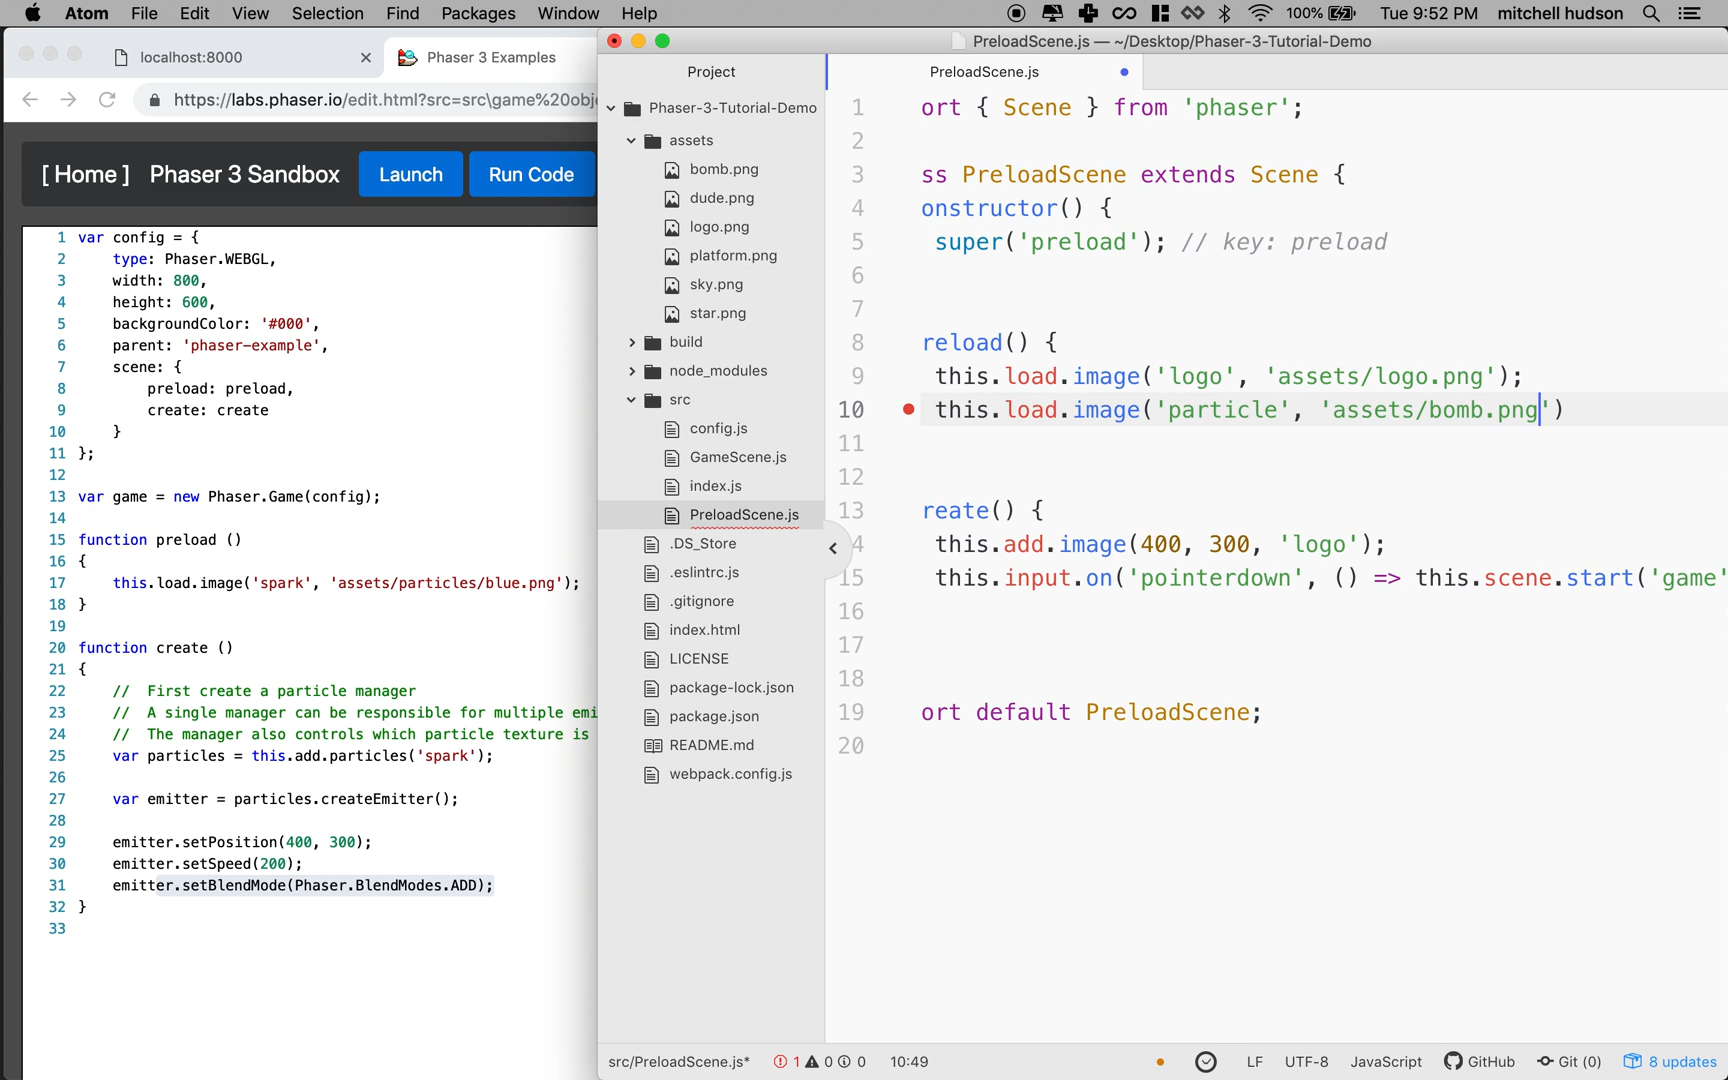 Atom File Edit View Selection Find Packages Window Help 100% Tue 9:52 PM mitchell hudson
localhost:8000
Phaser 3 Examples
https://labs.phaser.io/edit.html?src=src\game%20obj
[ Home ] Phaser 3 Sandbox Launch Run Code
1 var config = {
2 type: Phaser.WEBGL,
3 width: 800,
4 height: 600,
5 backgroundColor: '#000',
6 parent: 'phaser-example',
7 scene: {
8 preload: preload,
9 create: create
10 }
11 };
12
13 var game = new Phaser.Game(config);
14
15 function preload ()
16 {
17 this.load.image('spark', 'assets/particles/blue.png');
18 }
19
20 function create ()
21 {
22 // First create a particle manager
23 // A single manager can be responsible for multiple emi
24 // The manager also controls which particle texture is
25 var particles = this.add.particles('spark');
26
27 var emitter = particles.createEmitter();
28
29 emitter.setPosition(400, 300);
30 emitter.setSpeed(200);
31 emitter.setBlendMode(Phaser.BlendModes.ADD);
32 }
33
PreloadScene.js — ~/Desktop/Phaser-3-Tutorial-Demo
Project
Phaser-3-Tutorial-Demo
assets
bomb.png
dude.png
logo.png
platform.png
sky.png
star.png
build
node_modules
src
config.js
GameScene.js
index.js
PreloadScene.js
.DS_Store
.eslintrc.js
.gitignore
index.html
LICENSE
package-lock.json
package.json
README.md
webpack.config.js
PreloadScene.js
1 ort { Scene } from 'phaser';
2
3 ss PreloadScene extends Scene {
4 onstructor() {
5 super('preload'); // key: preload
6
7
8 reload() {
9 this.load.image('logo', 'assets/logo.png');
10 this.load.image('particle', 'assets/bomb.png')
11
12
13 reate() {
4 this.add.image(400, 300, 'logo');
15 this.input.on('pointerdown', () => this.scene.start('game'
16
17
18
19 ort default PreloadScene;
20
src/PreloadScene.js* 1 0 0 10:49 LF UTF-8 JavaScript GitHub Git (0) 8 updates